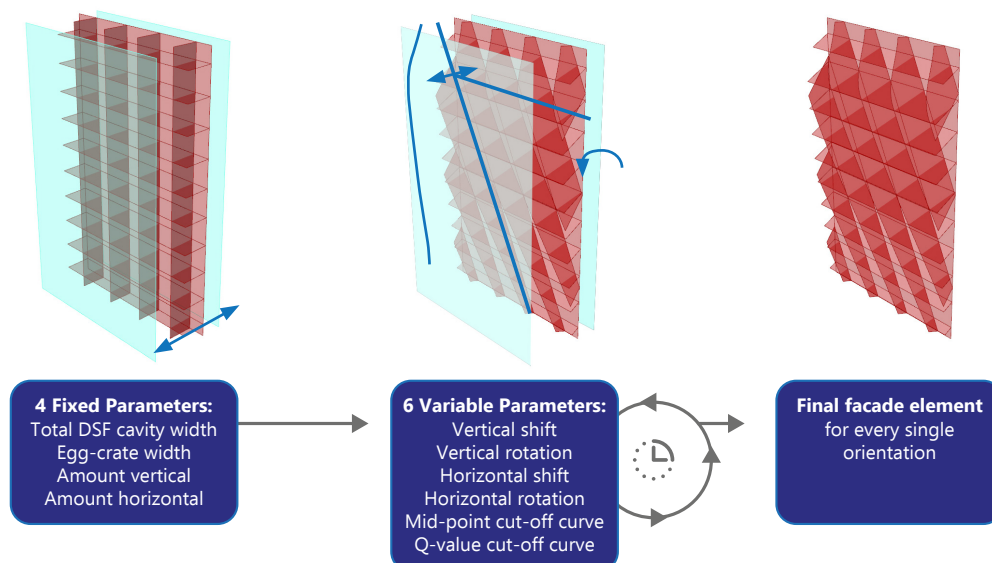 4 Fixed Parameters:
Total DSF cavity width
Egg-crate width
Amount vertical
Amount horizontal
6 Variable Parameters:
Vertical shift
Vertical rotation
Horizontal shift
Horizontal rotation
Mid-point cut-off curve
Q-value cut-off curve
Final facade element
for every single
orientation